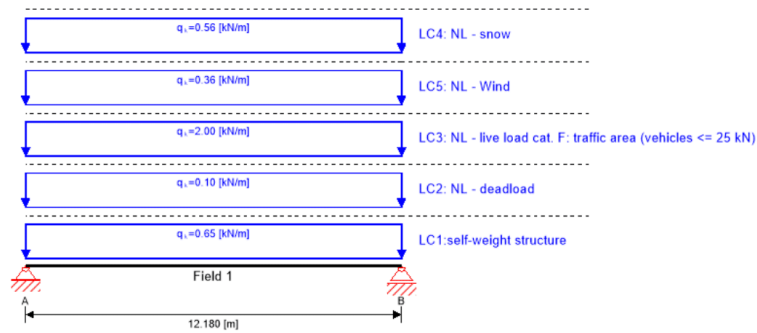 qₖ=0.56 [kN/m]
LC4: NL - snow
qₖ=0.36 [kN/m]
LC5: NL - Wind
qₖ=2.00 [kN/m]
LC3: NL - live load cat. F: traffic area (vehicles <= 25 kN)
qₖ=0.10 [kN/m]
LC2: NL - deadload
qₖ=0.65 [kN/m]
LC1:self-weight structure
Field 1
A
B
12.180 [m]